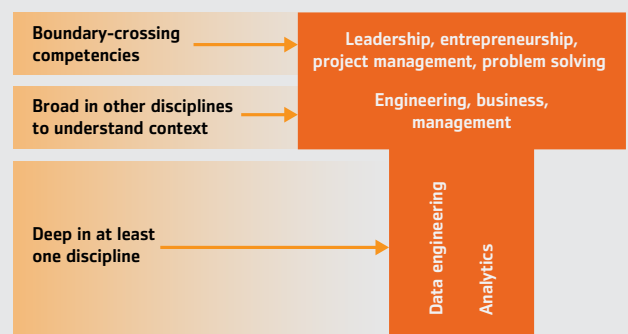 Boundary-crossing
competencies
Leadership, entrepreneurship,
project management, problem solving
Broad in other disciplines
to understand context
Engineering, business,
management
Deep in at least
one discipline
Data engineering
Analytics